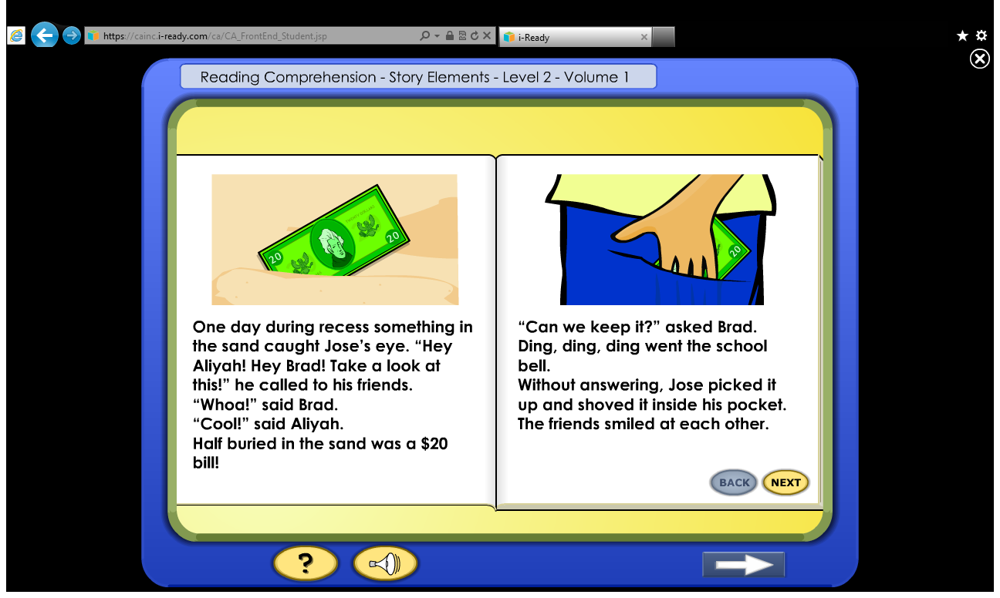 https://cainc.i-ready.com/ca/CA_FrontEnd_Student.jsp
i-Ready
Reading Comprehension - Story Elements - Level 2 - Volume 1
20
TWENTY DOLLARS
20
One day during recess something in
the sand caught Jose's eye. “Hey
Aliyah! Hey Brad! Take a look at
this!” he called to his friends.
“Whoa!” said Brad.
“Cool!” said Aliyah.
Half buried in the sand was a $20
bill!
20
“Can we keep it?” asked Brad.
Ding, ding, ding went the school
bell.
Without answering, Jose picked it
up and shoved it inside his pocket.
The friends smiled at each other.
BACK
NEXT
?